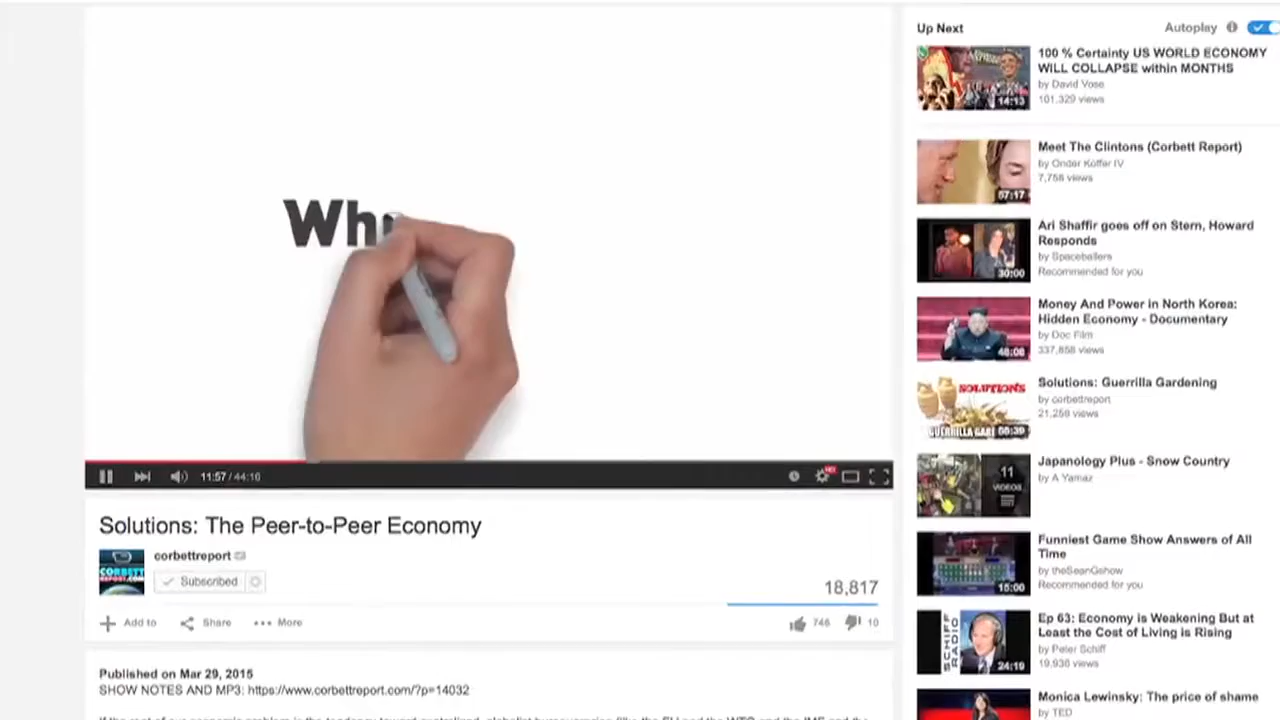 Wh
11:57 / 44:16
Solutions: The Peer-to-Peer Economy
corbettreport
CORBETT
REPORT.COM
Subscribed
18,817
Add to
Share
More
746
10
Published on Mar 29, 2015
SHOW NOTES AND MP3: https://www.corbettreport.com/?p=14032
Up Next
Autoplay
100 % Certainty US WORLD ECONOMY
WILL COLLAPSE within MONTHS
by David Vose
101,329 views
14:13
Meet The Clintons (Corbett Report)
by Onder Koffer IV
7,758 views
57:17
Ari Shaffir goes off on Stern, Howard
Responds
by Spaceballers
Recommended for you
30:00
Money And Power in North Korea:
Hidden Economy - Documentary
by Doc Film
337,858 views
48:08
Solutions: Guerrilla Gardening
by corbettreport
21,256 views
SOLUTIONS
Japanology Plus - Snow Country
by A Yamaz
11
VIDEOS
Funniest Game Show Answers of All
Time
by theSeanGshow
Recommended for you
15:00
Ep 63: Economy is Weakening But at
Least the Cost of Living is Rising
by Peter Schiff
19,936 views
SCHIFF
RADIO
24:19
Monica Lewinsky: The price of shame
by TED